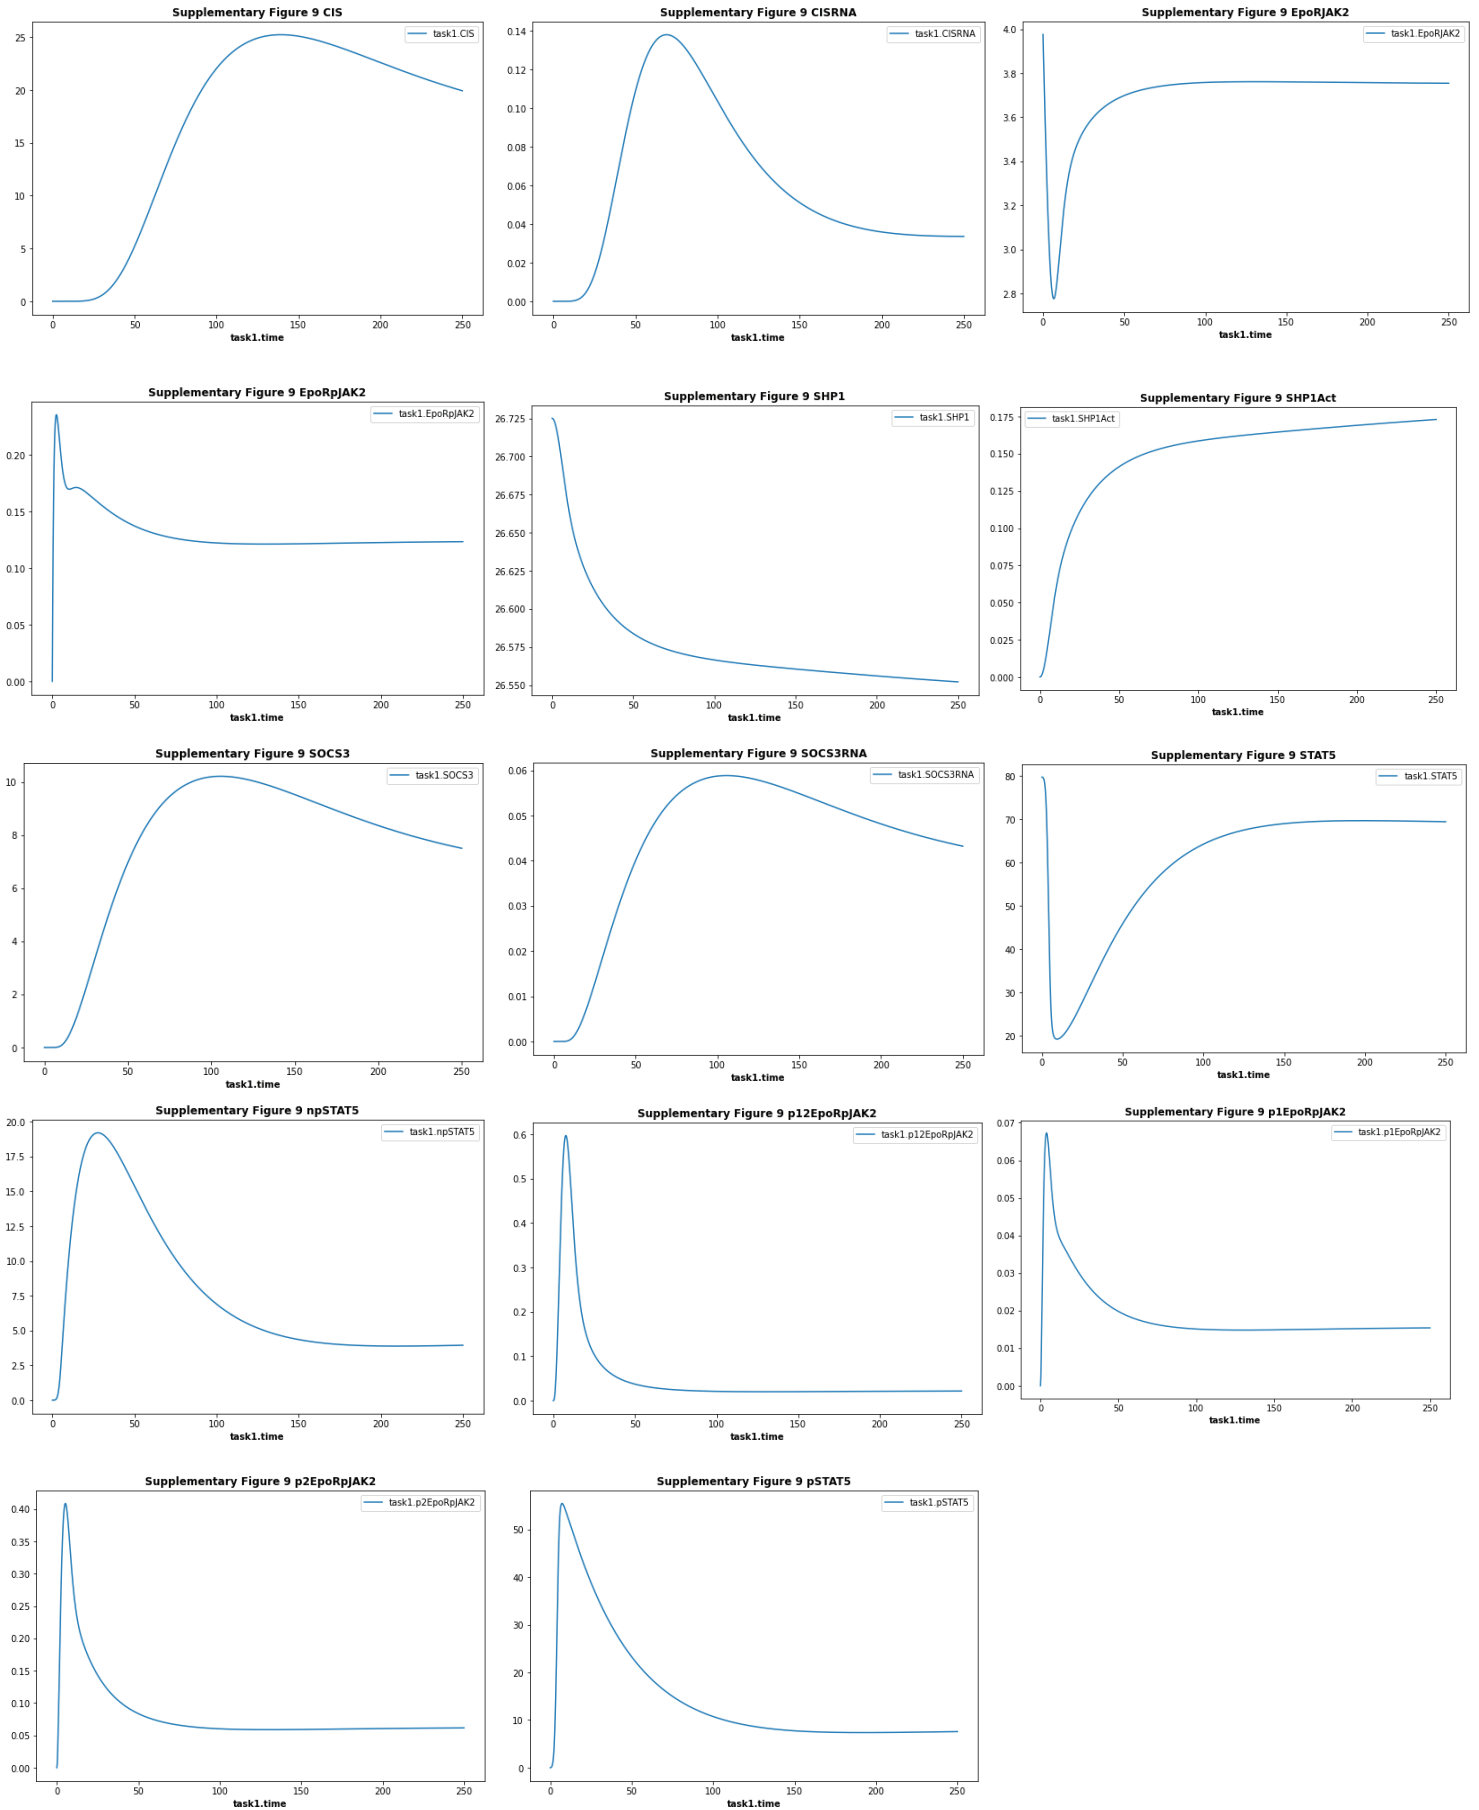 Supplementary Figure 9 CIS
task1.CIS
25
20
15
10
5
0
0 50 100 150 200 250
task1.time
Supplementary Figure 9 CISRNA
task1.CISRNA
0.14
0.12
0.10
0.08
0.06
0.04
0.02
0.00
0 50 100 150 200 250
task1.time
Supplementary Figure 9 EpoRJAK2
task1.EpoRJAK2
4.0
3.8
3.6
3.4
3.2
3.0
2.8
0 50 100 150 200 250
task1.time
Supplementary Figure 9 EpoRpJAK2
task1.EpoRpJAK2
0.20
0.15
0.10
0.05
0.00
0 50 100 150 200 250
task1.time
Supplementary Figure 9 SHP1
task1.SHP1
26.725
26.700
26.675
26.650
26.625
26.600
26.575
26.550
0 50 100 150 200 250
task1.time
Supplementary Figure 9 SHP1Act
task1.SHP1Act
0.175
0.150
0.125
0.100
0.075
0.050
0.025
0.000
0 50 100 150 200 250
task1.time
Supplementary Figure 9 SOCS3
task1.SOCS3
10
8
6
4
2
0
0 50 100 150 200 250
task1.time
Supplementary Figure 9 SOCS3RNA
task1.SOCS3RNA
0.06
0.05
0.04
0.03
0.02
0.01
0.00
0 50 100 150 200 250
task1.time
Supplementary Figure 9 STAT5
task1.STAT5
80
70
60
50
40
30
20
0 50 100 150 200 250
task1.time
Supplementary Figure 9 npSTAT5
task1.npSTAT5
20.0
17.5
15.0
12.5
10.0
7.5
5.0
2.5
0.0
0 50 100 150 200 250
task1.time
Supplementary Figure 9 p12EpoRpJAK2
task1.p12EpoRpJAK2
0.6
0.5
0.4
0.3
0.2
0.1
0.0
0 50 100 150 200 250
task1.time
Supplementary Figure 9 p1EpoRpJAK2
task1.p1EpoRpJAK2
0.07
0.06
0.05
0.04
0.03
0.02
0.01
0.00
0 50 100 150 200 250
task1.time
Supplementary Figure 9 p2EpoRpJAK2
task1.p2EpoRpJAK2
0.40
0.35
0.30
0.25
0.20
0.15
0.10
0.05
0.00
0 50 100 150 200 250
task1.time
Supplementary Figure 9 pSTAT5
task1.pSTAT5
50
40
30
20
10
0
0 50 100 150 200 250
task1.time